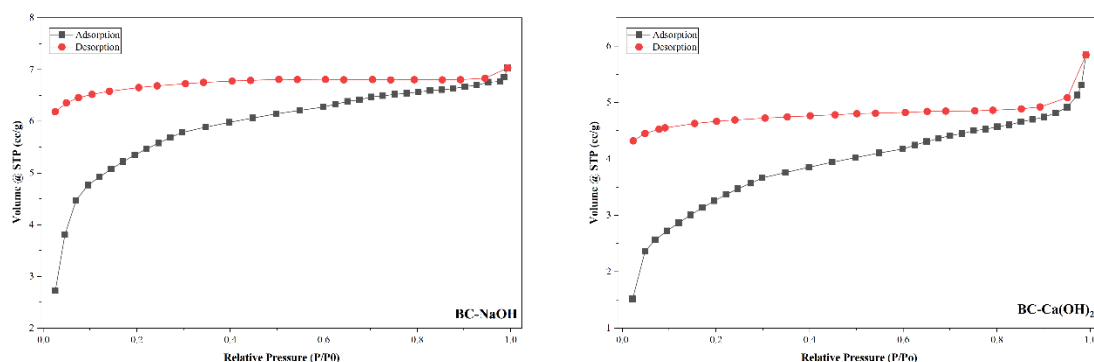 Adsorption
Desorption
8
7
6
5
4
3
2
0.0
0.2
0.4
0.6
0.8
1.0
Volume @ STP (cc/g)
Relative Pressure (P/P0)
BC-NaOH
Adsorption
Desorption
6
5
4
3
2
1
0.0
0.2
0.4
0.6
0.8
1.0
Volume @ STP (cc/g)
Relative Pressure (P/Po)
BC-Ca(OH)₂